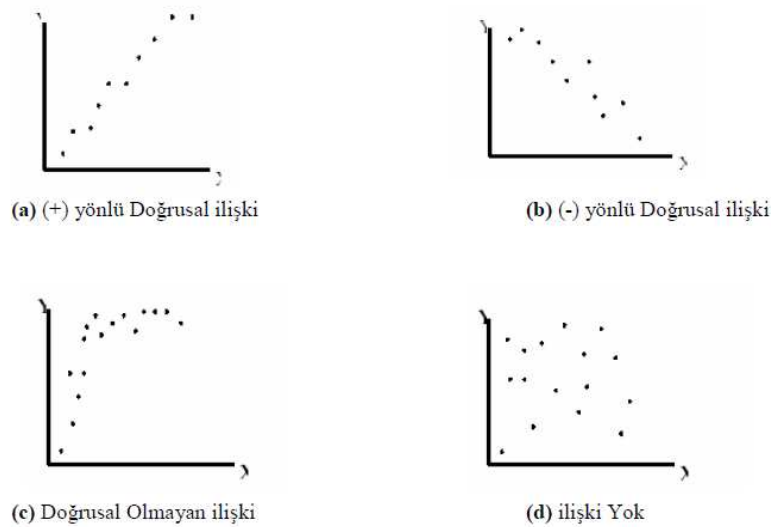 (a) (+) yönlü Doğrusal ilişki
(b) (-) yönlü Doğrusal ilişki
(c) Doğrusal Olmayan ilişki
(d) ilişki Yok